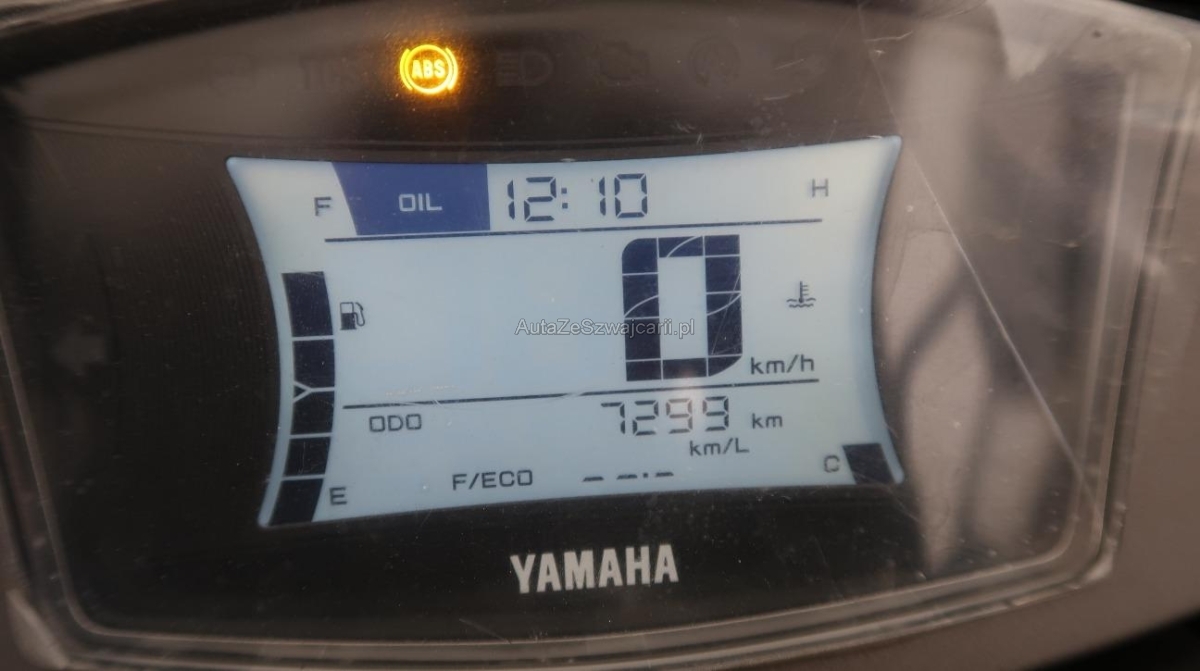 ABS
F OIL 12:10 H
0 km/h
AutaZeSzwajcarii.pl
ODO 7299 km
km/L
F/ECO --.-
E C
YAMAHA